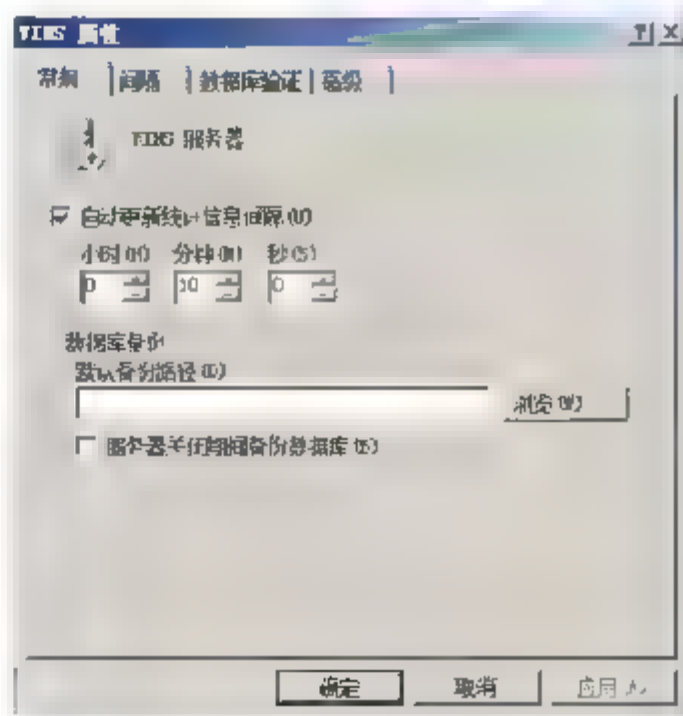 WINS 属性
常规 间隔 数据库验证 高级
WINS 服务器
自动更新统计信息间隔(U)
小时(H) 分钟(M) 秒(S)
0 10 0
数据库备份
默认备份路径(D)
浏览(W)
服务器关闭期间备份数据库(B)
确定 取消 应用(A)